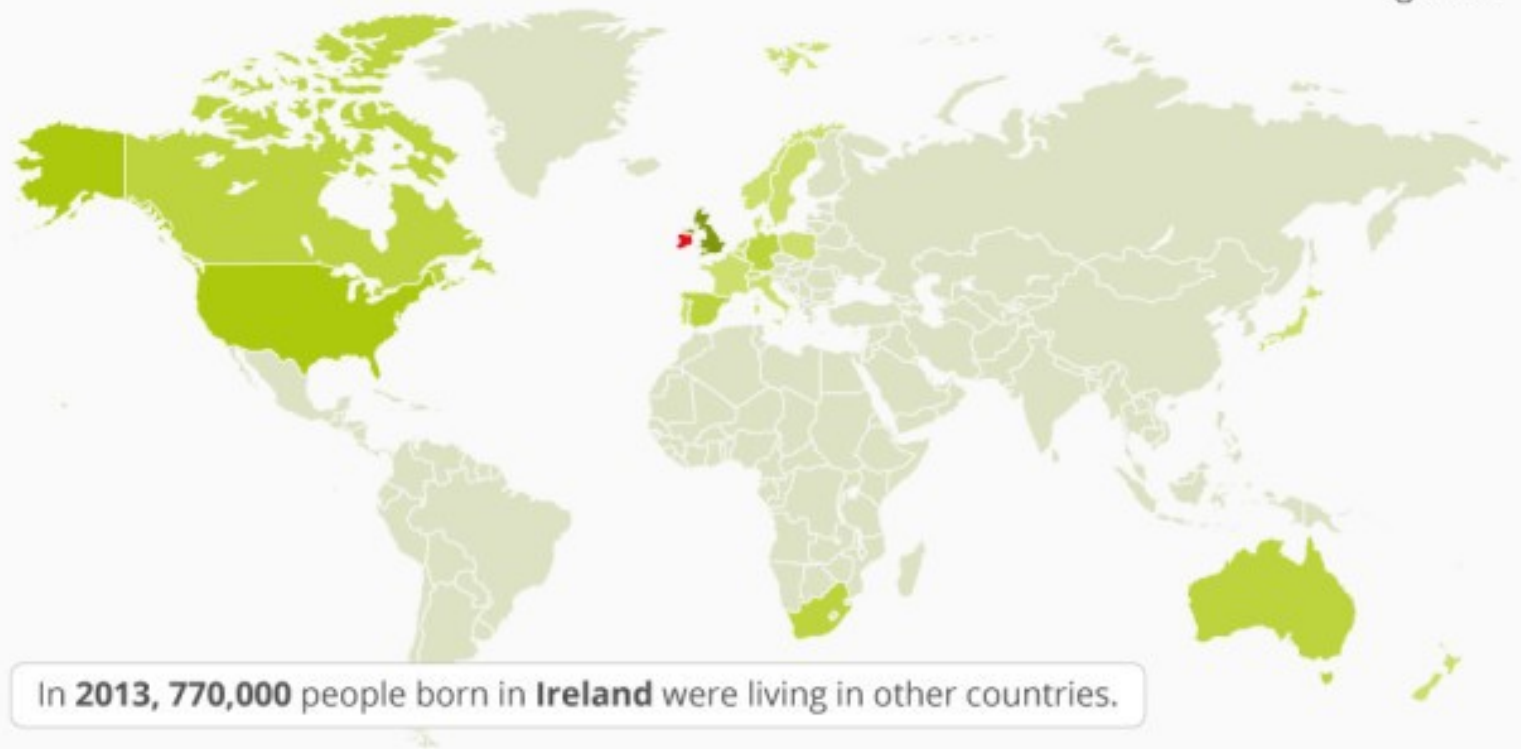 In 2013, 770,000 people born in Ireland were living in other countries.